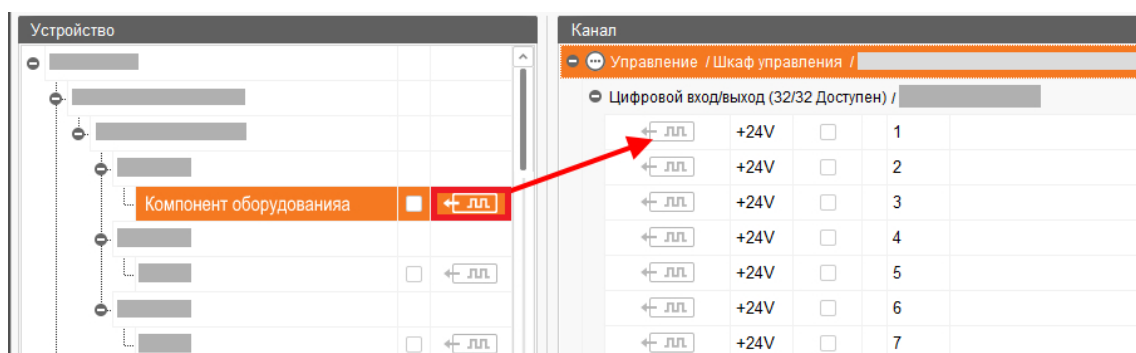 Устройство
Компонент оборудованияа
Канал
Управление / Шкаф управления /
Цифровой вход/выход (32/32 Доступен) /
+24V 1
+24V 2
+24V 3
+24V 4
+24V 5
+24V 6
+24V 7